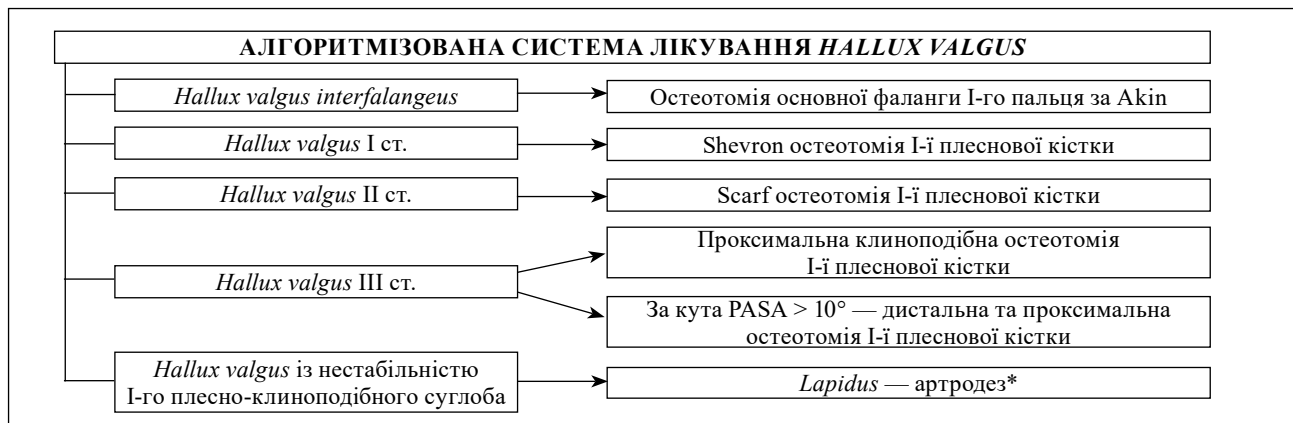 АЛГОРИТМІЗОВАНА СИСТЕМА ЛІКУВАННЯ HALLUX VALGUS
Hallux valgus interfalangeus
Остеотомія основної фаланги І-го пальця за Akin
Hallux valgus І ст.
Shevron остеотомія І-ї плеснової кістки
Hallux valgus ІІ ст.
Scarf остеотомія І-ї плеснової кістки
Hallux valgus ІІІ ст.
Проксимальна клиноподібна остеотомія
І-ї плеснової кістки
За кута PASA > 10° — дистальна та проксимальна
остеотомія І-ї плеснової кістки
Hallux valgus із нестабільністю
І-го плесно-клиноподібного суглоба
Lapidus — артродез*